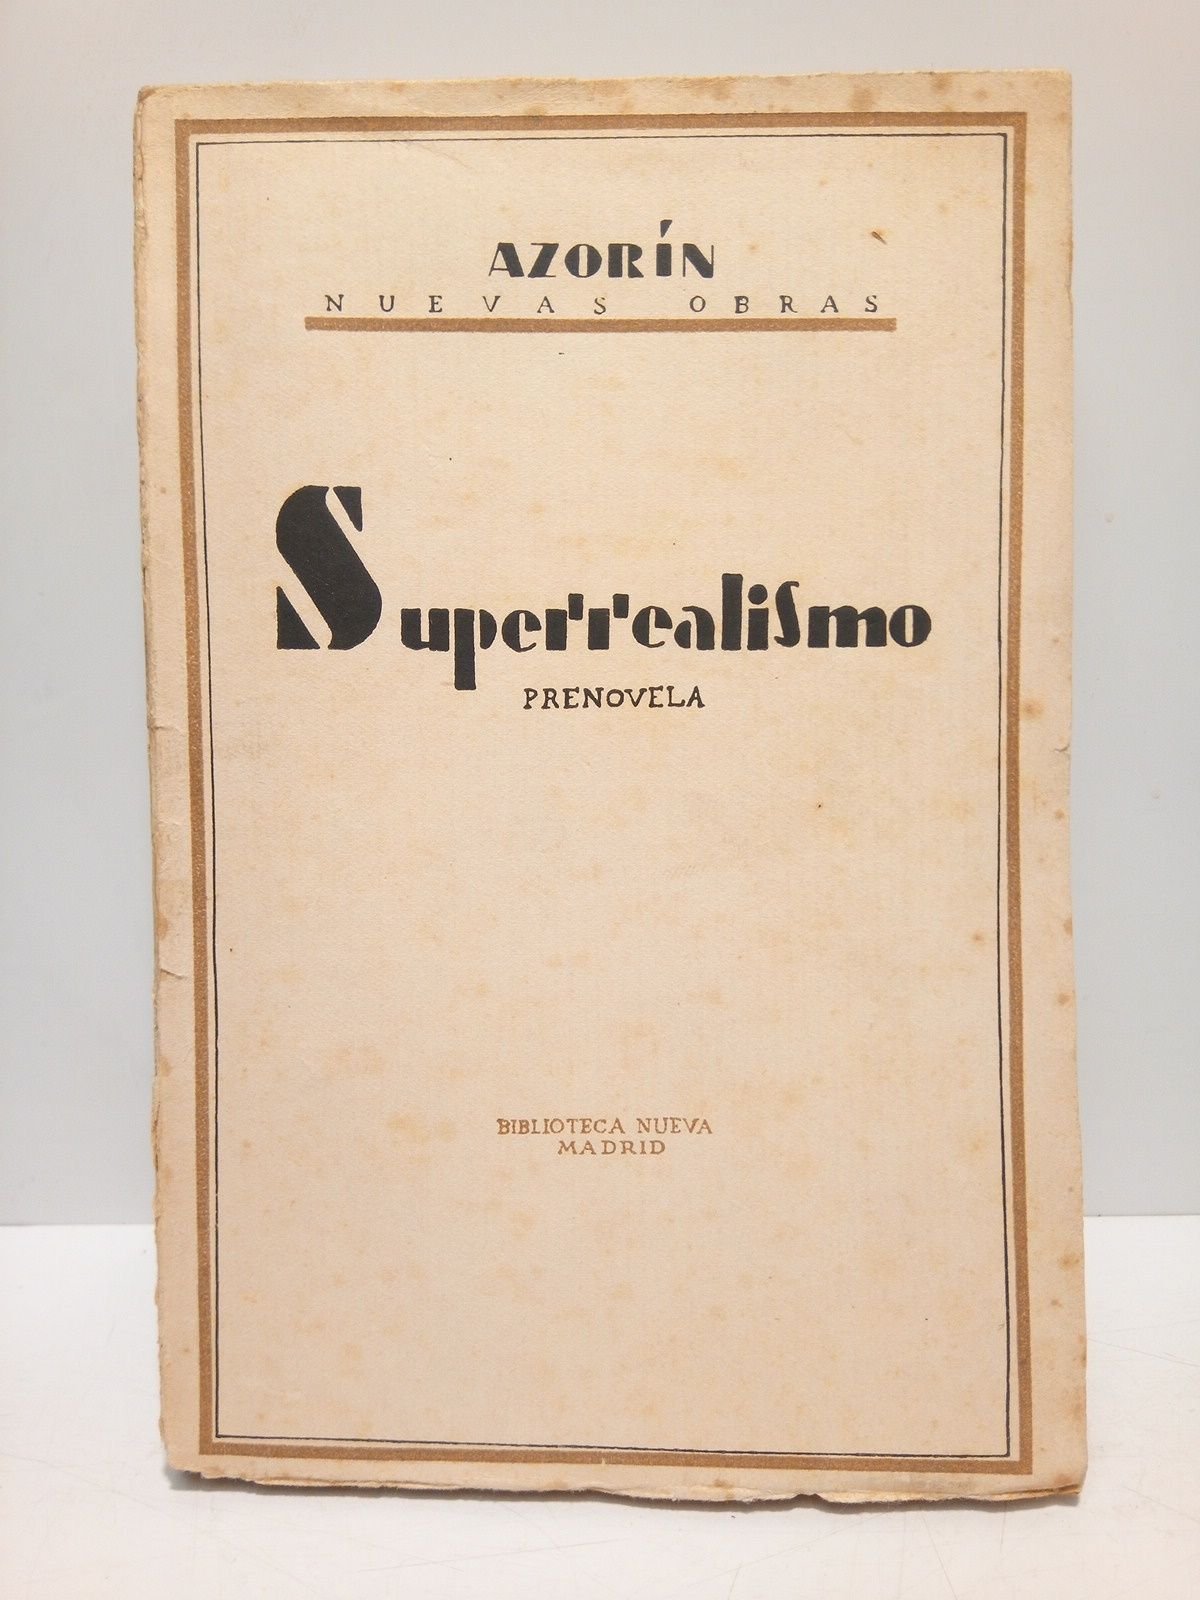 AZORÍN
NUEVAS OBRAS
Superrealismo
PRENOVELA
BIBLIOTECA NUEVA
MADRID